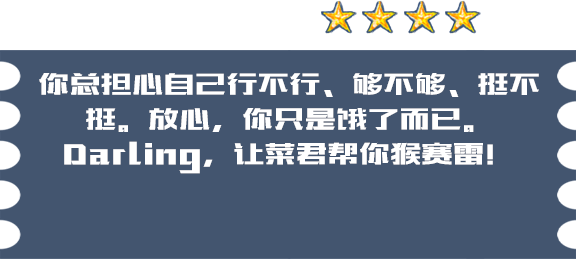 你总担心自己行不行、够不够、挺不
挺。放心，你只是饿了而已。
Darling，让菜君帮你猴赛雷！